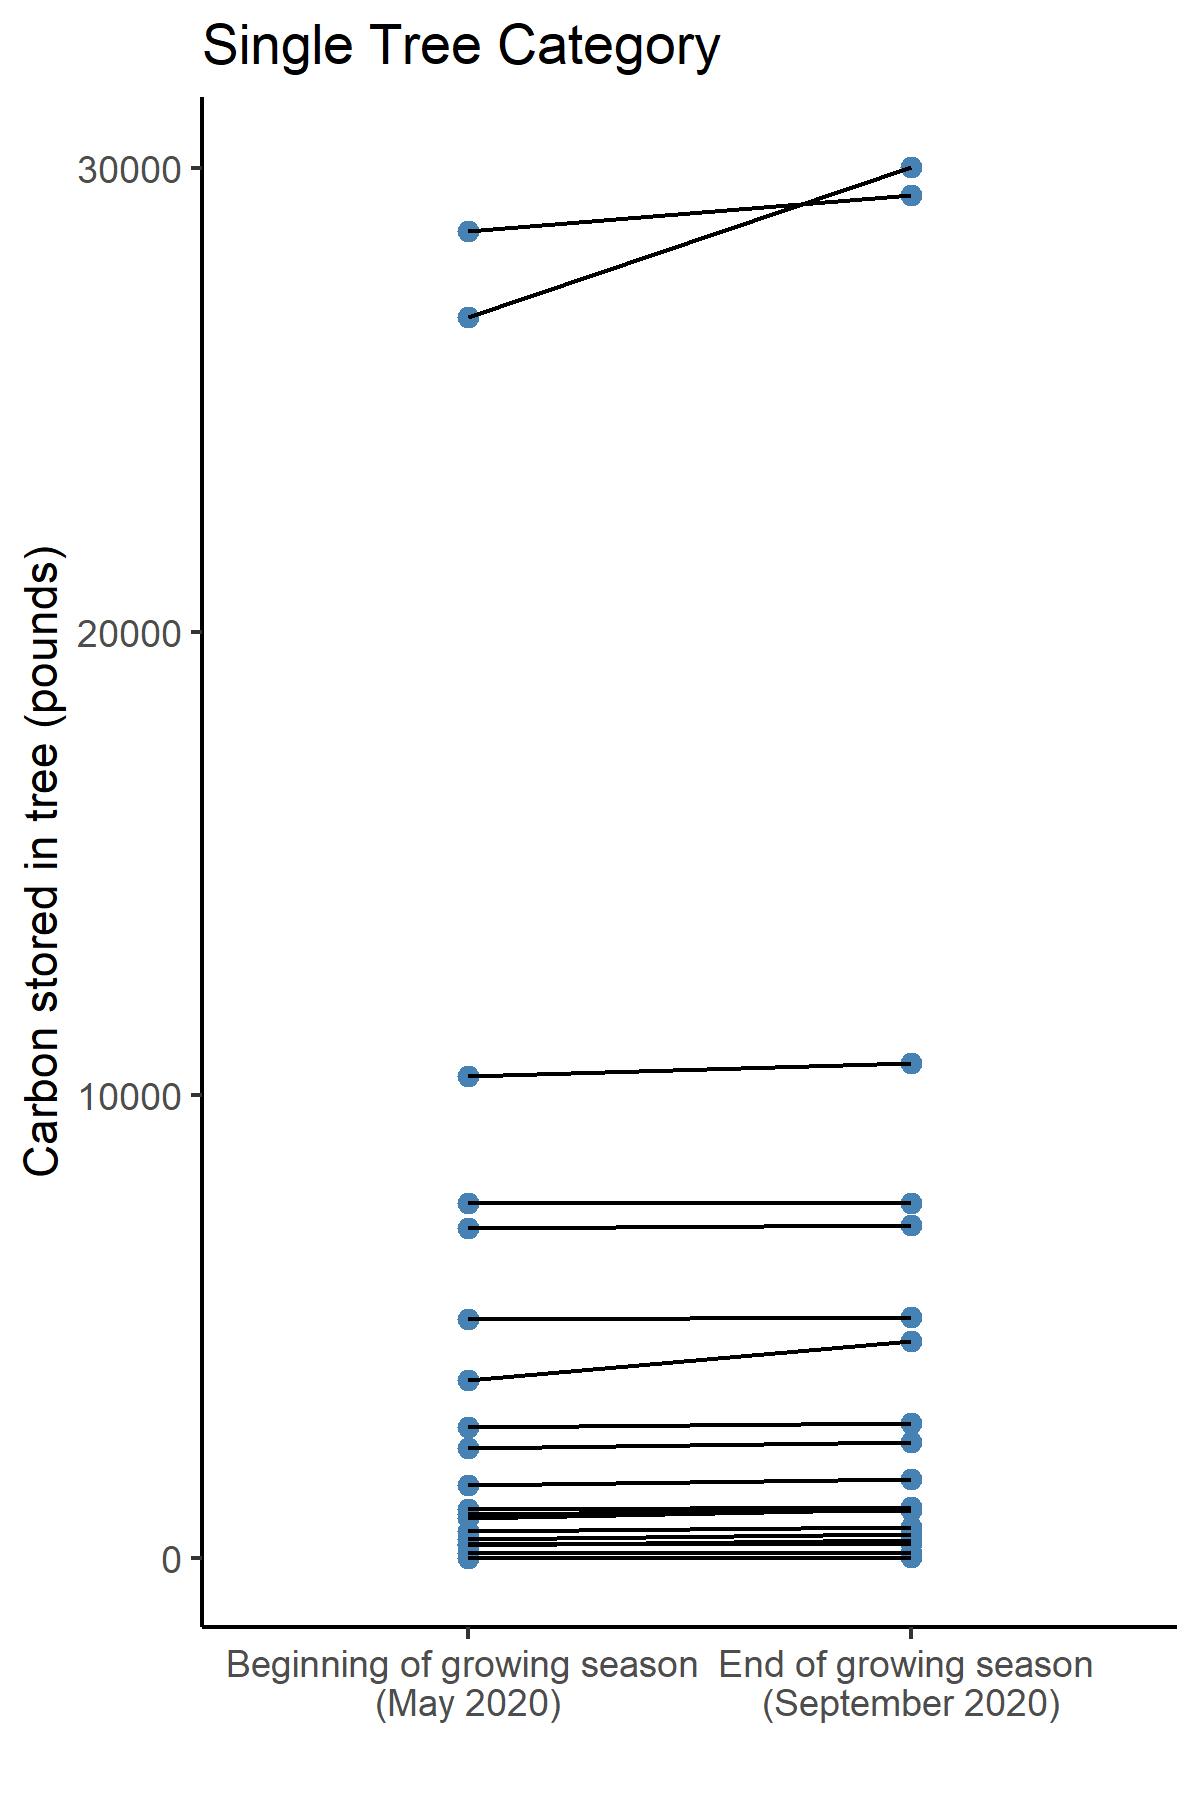 Single Tree Category
Carbon stored in tree (pounds)
30000
20000
10000
0
Beginning of growing season
(May 2020)
End of growing season
(September 2020)